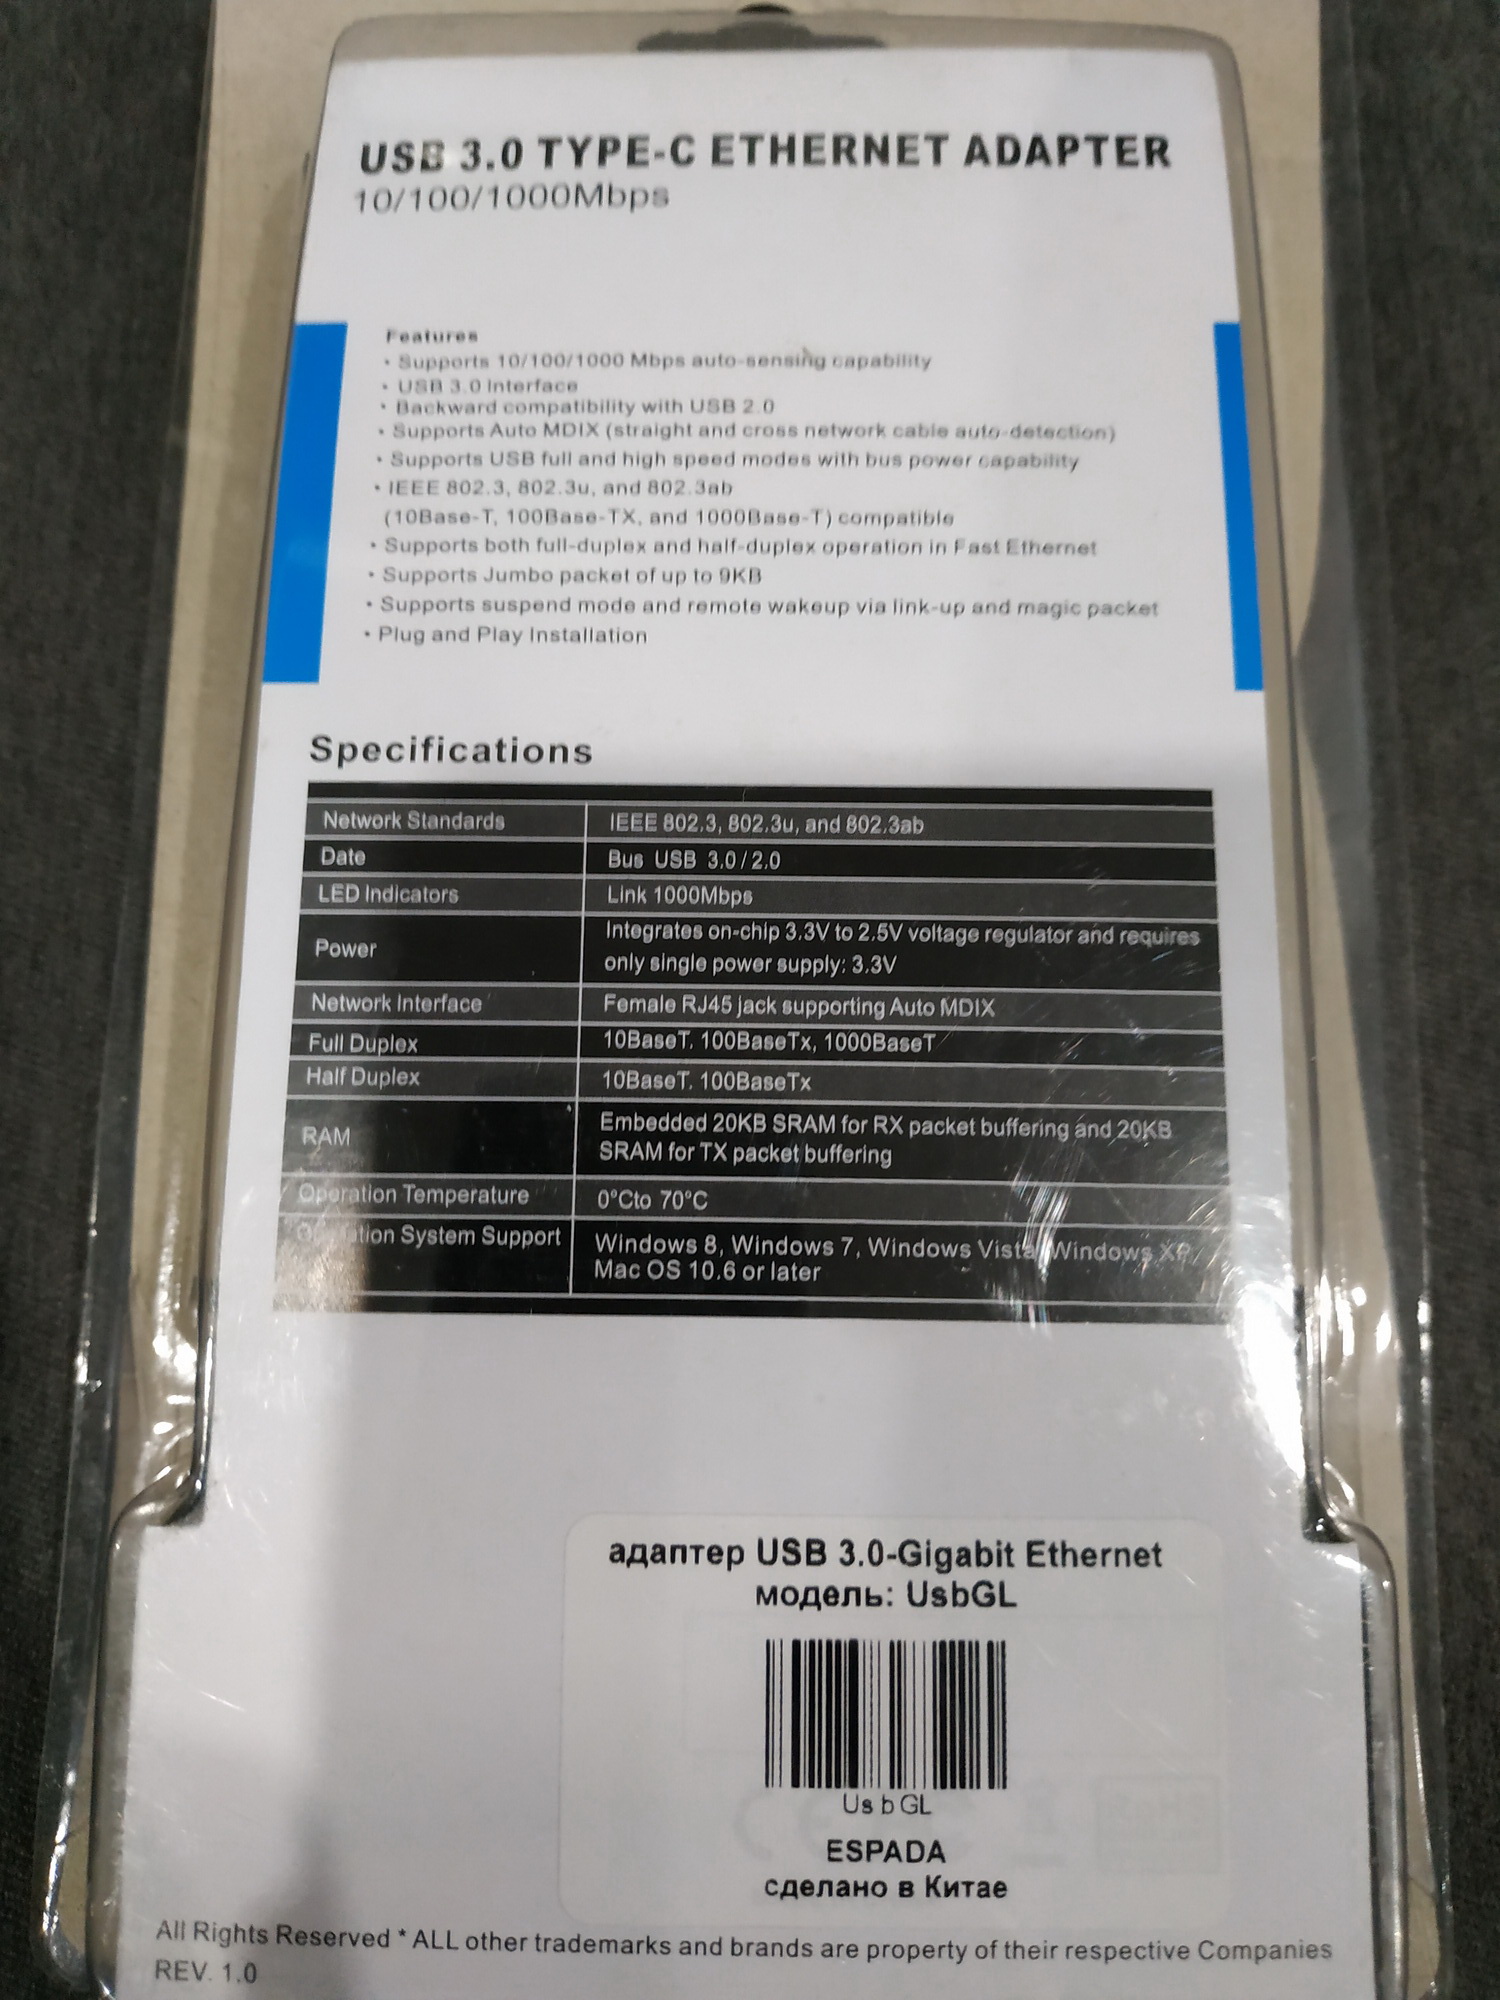 USB 3.0 TYPE-C ETHERNET ADAPTER
10/100/1000Mbps
Features
• Supports 10/100/1000 Mbps auto-sensing capability
• USB 3.0 Interface
• Backward compatibility with USB 2.0
• Supports Auto MDIX (straight and cross network cable auto-detection)
• Supports USB full and high speed modes with bus power capability
• IEEE 802.3, 802.3u, and 802.3ab
(10Base-T, 100Base-TX, and 1000Base-T) compatible
• Supports both full-duplex and half-duplex operation in Fast Ethernet
• Supports Jumbo packet of up to 9KB
• Supports suspend mode and remote wakeup via link-up and magic packet
• Plug and Play Installation
Specifications
Network Standards IEEE 802.3, 802.3u, and 802.3ab
Date Bus USB 3.0/2.0
LED Indicators Link 1000Mbps
Power Integrates on-chip 3.3V to 2.5V voltage regulator and requires
only single power supply: 3.3V
Network Interface Female RJ45 jack supporting Auto MDIX
Full Duplex 10BaseT. 100BaseTx, 1000BaseT
Half Duplex 10BaseT. 100BaseTx
RAM Embedded 20KB SRAM for RX packet buffering and 20KB
SRAM for TX packet buffering
Operation Temperature 0°Cto 70°C
System Support Windows 8, Windows 7, Windows Vista Windows XP
Mac OS 10.6 or later
адаптер USB 3.0-Gigabit Ethernet
модель: UsbGL
UsbGL
ESPADA
сделано в Китае
All Rights Reserved * ALL other trademarks and brands are property of their respective Companies
REV. 1.0